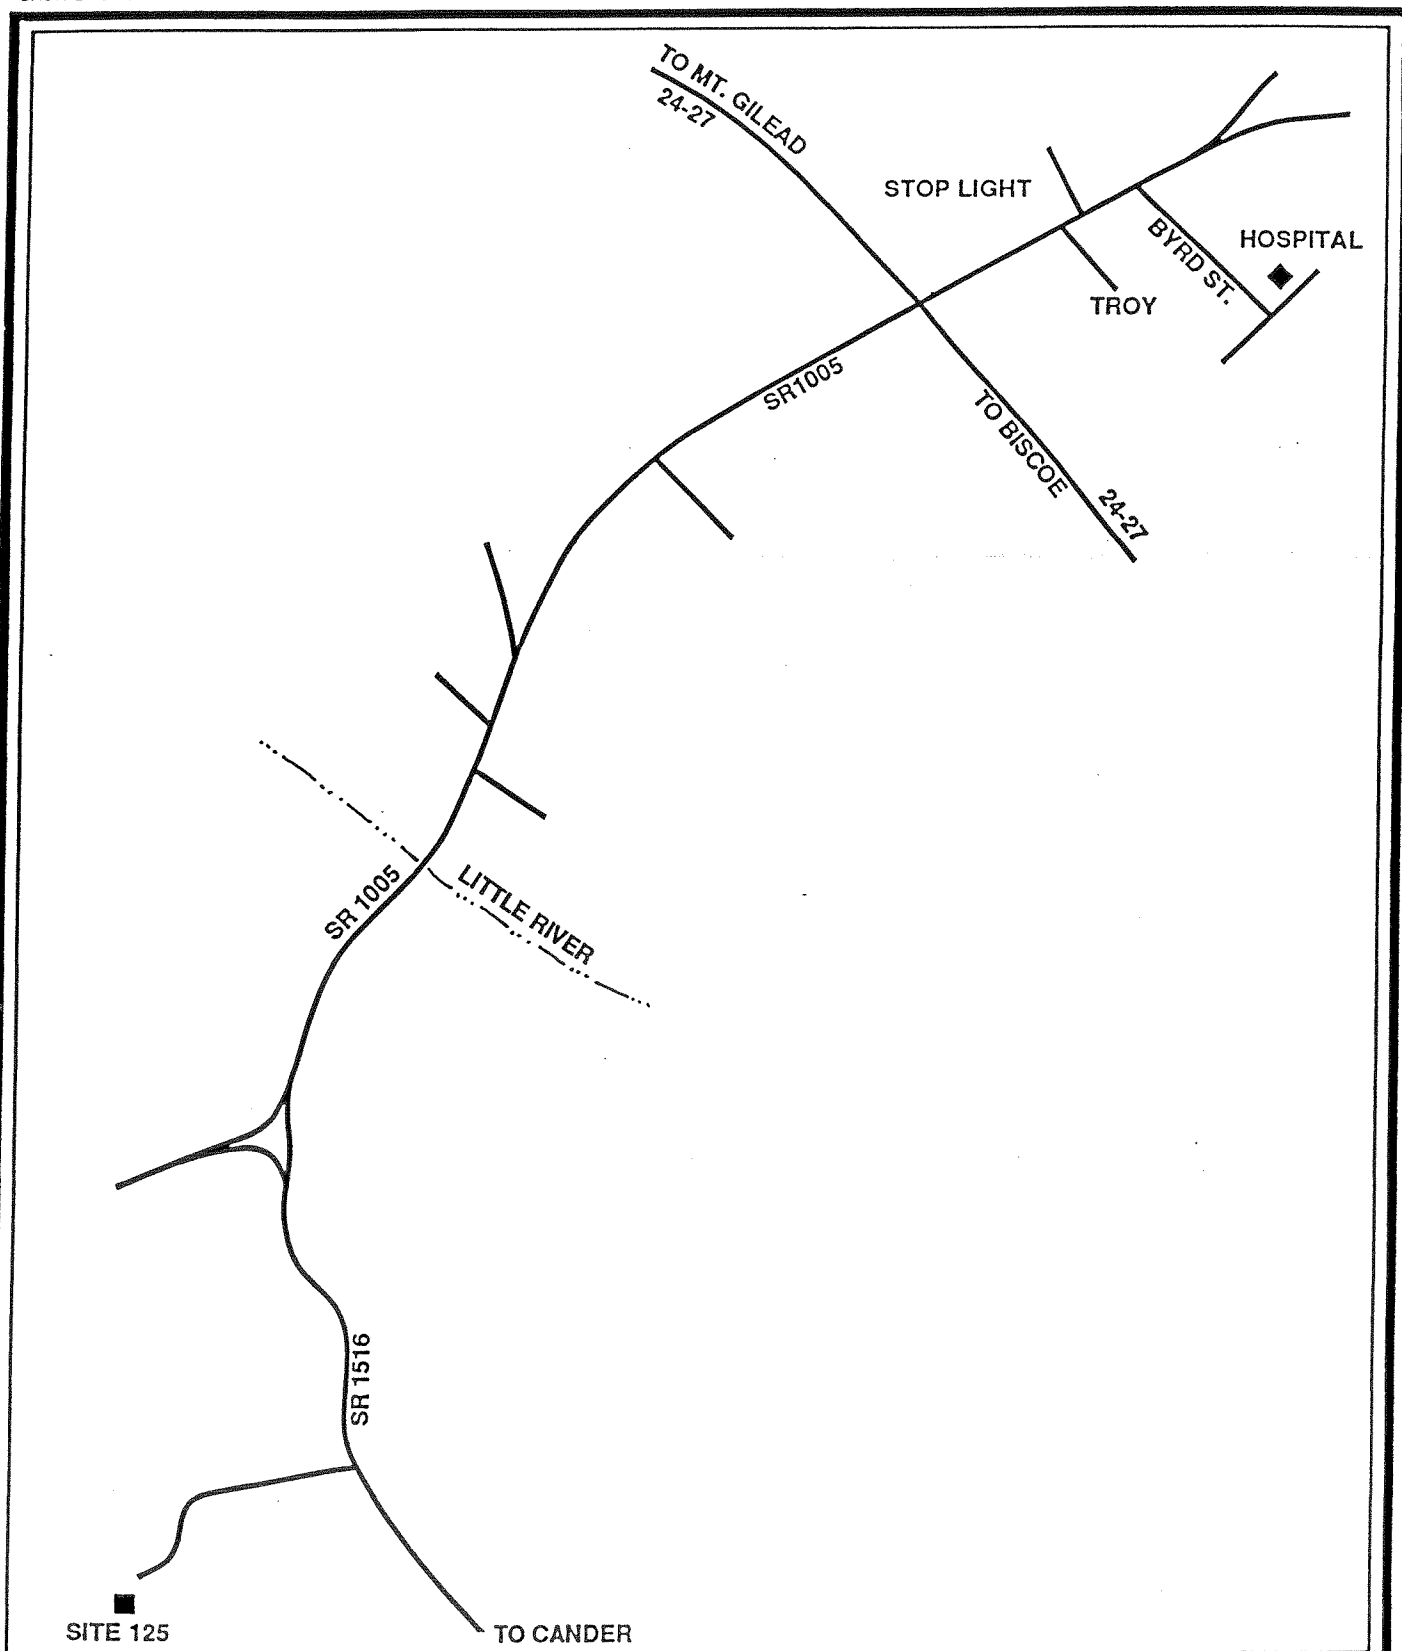 TO MT. GILEAD
24-27
STOP LIGHT
BYRD ST.
HOSPITAL
TROY
SR1005
TO BISCOE
24-27
SR 1005
LITTLE RIVER
SR 1516
SITE 125
TO CANDER